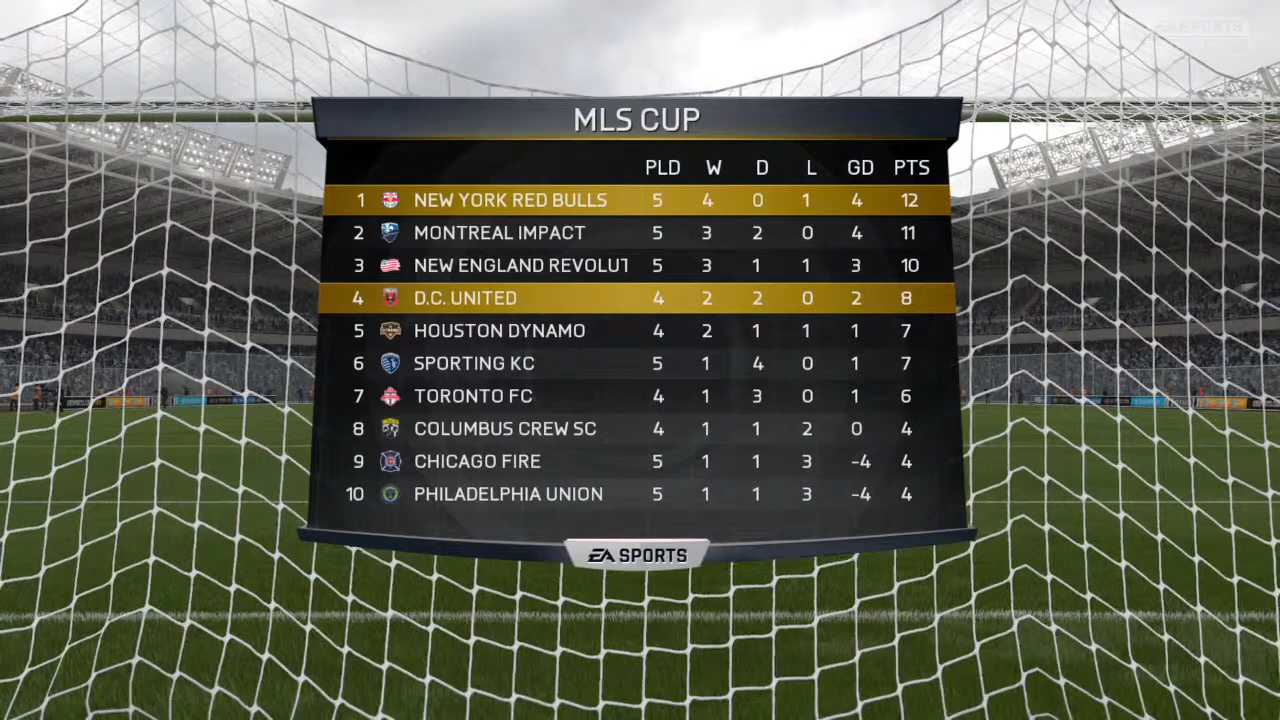 EA SPORTS
MLS CUP
PLD W D L GD PTS
1 NEW YORK RED BULLS 5 4 0 1 4 12
2 MONTREAL IMPACT 5 3 2 0 4 11
3 NEW ENGLAND REVOLUT 5 3 1 1 3 10
4 D.C. UNITED 4 2 2 0 2 8
5 HOUSTON DYNAMO 4 2 1 1 1 7
6 SPORTING KC 5 1 4 0 1 7
7 TORONTO FC 4 1 3 0 1 6
8 COLUMBUS CREW SC 4 1 1 2 0 4
9 CHICAGO FIRE 5 1 1 3 -4 4
10 PHILADELPHIA UNION 5 1 1 3 -4 4
EA SPORTS